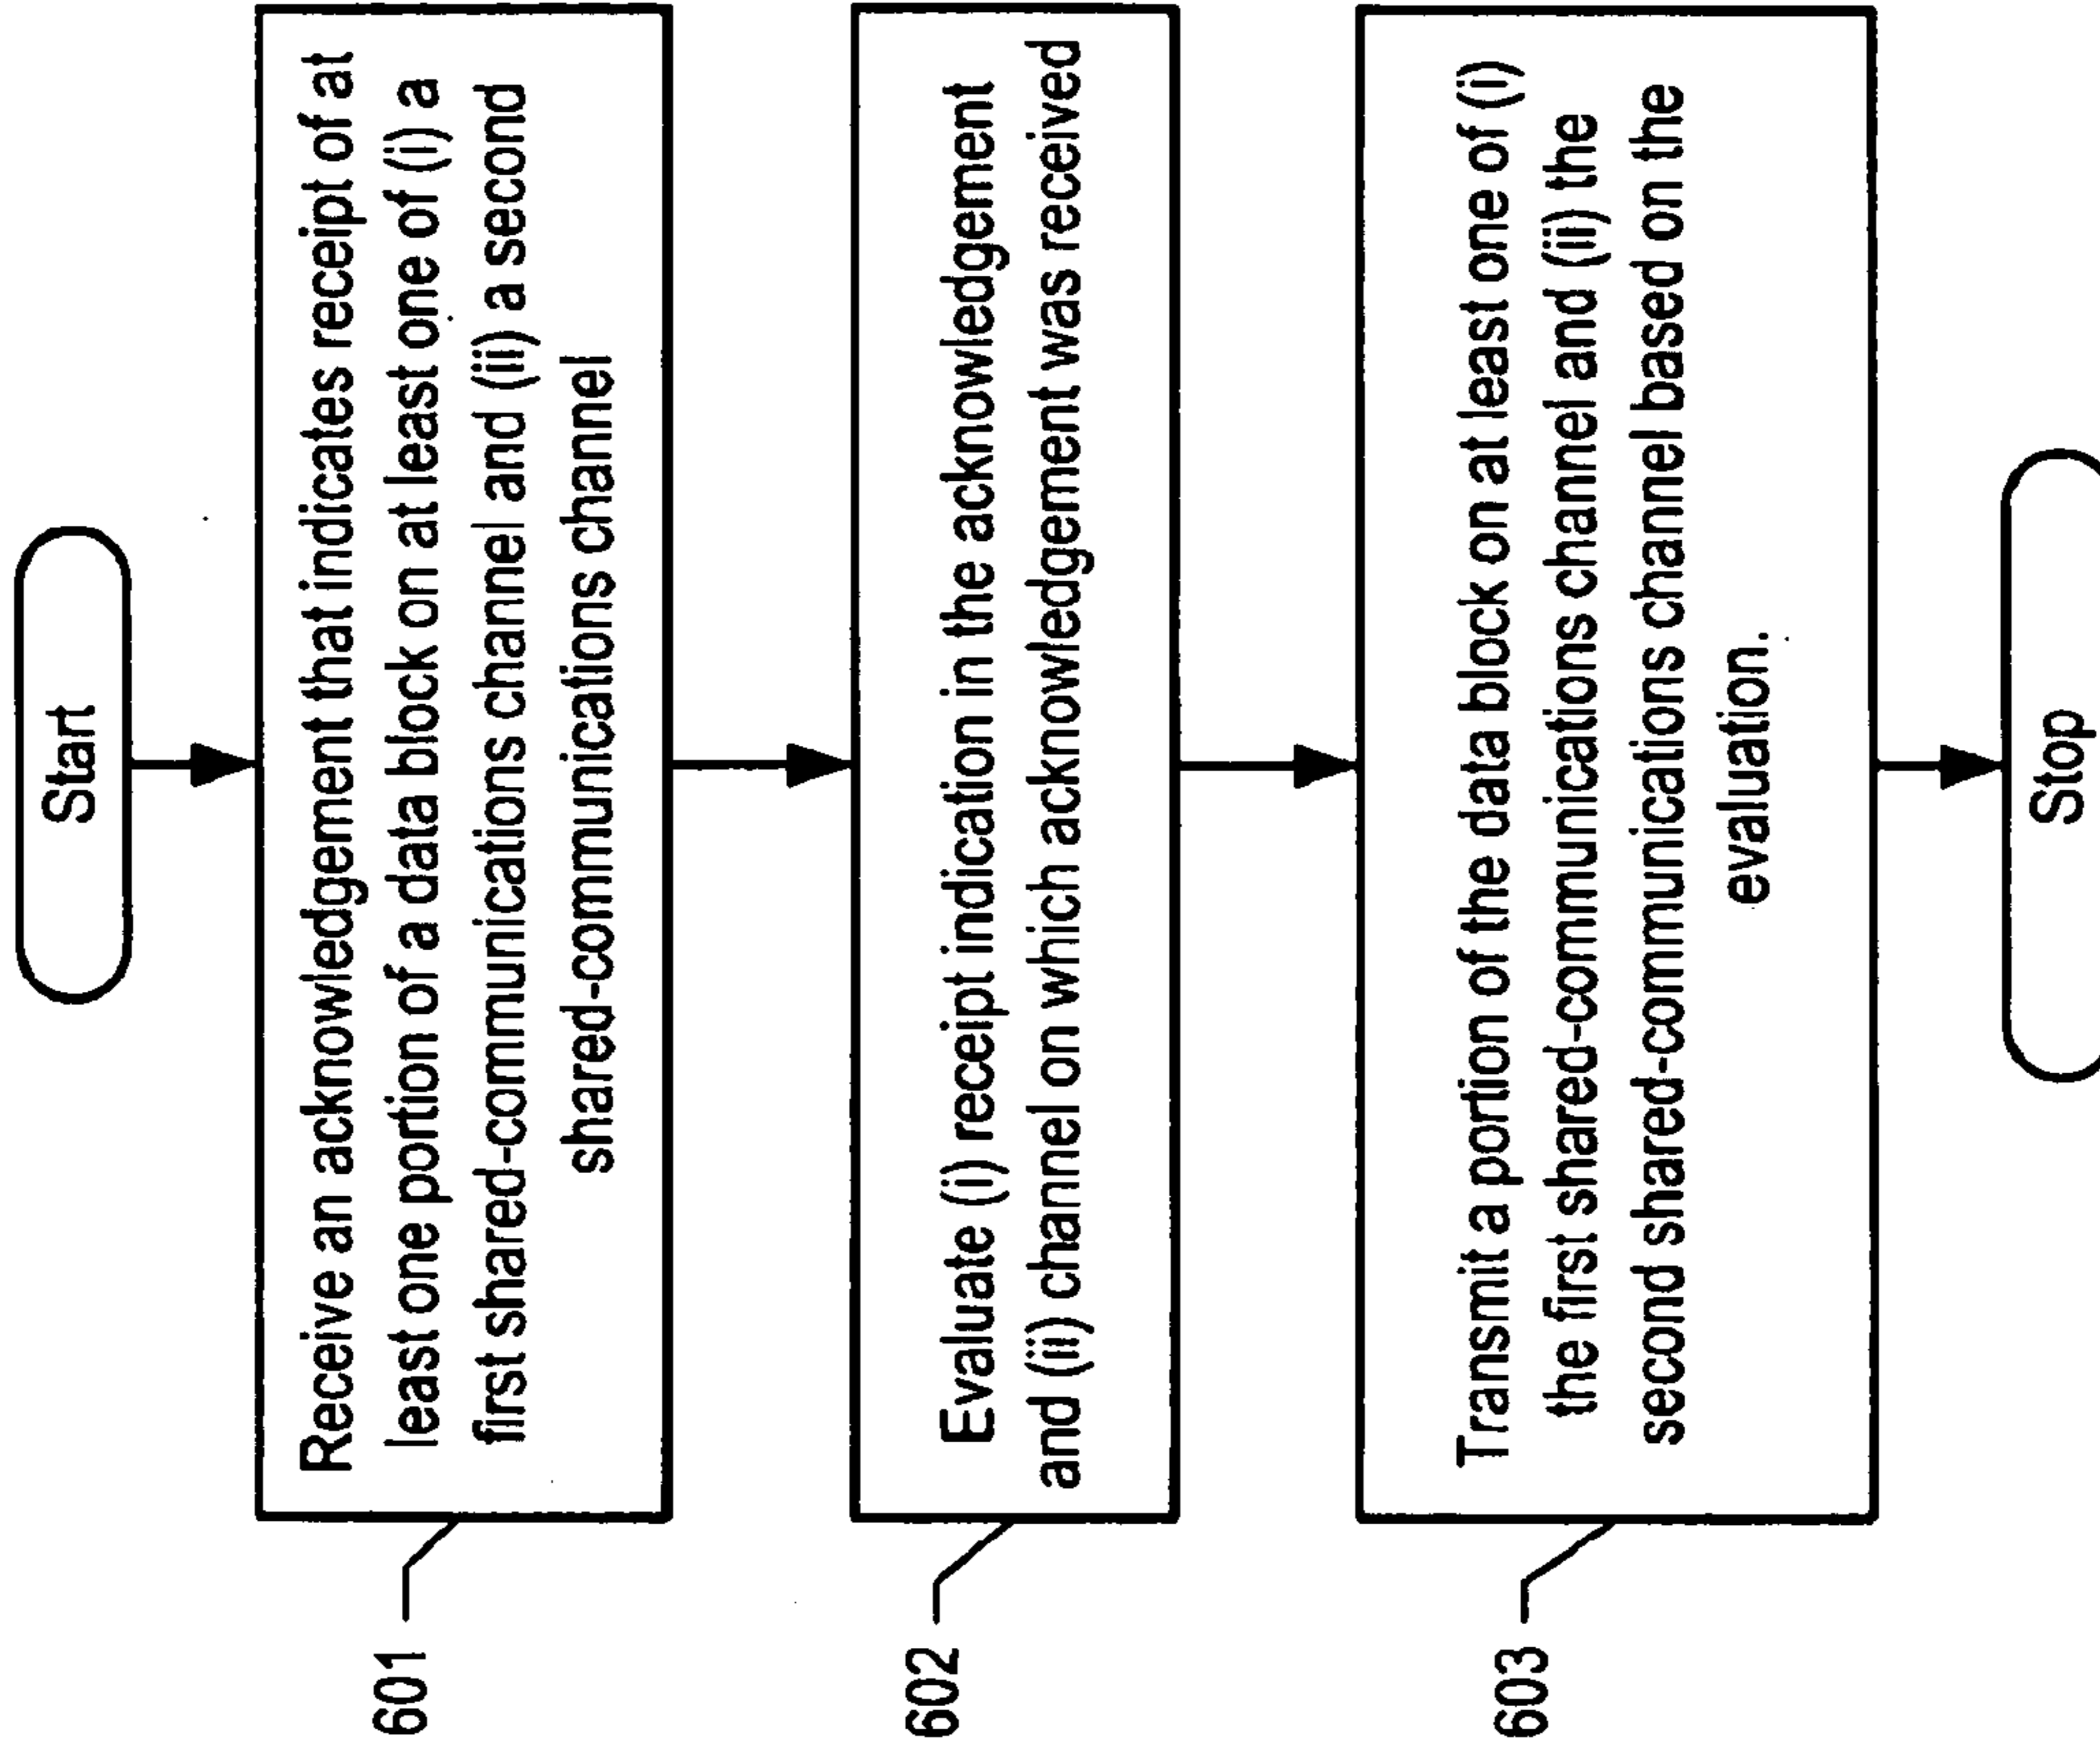 Start
601
Receive an acknowledgement that indicates receipt of at
least one portion of a data block on at least one of (i) a
first shared-communications channel and (ii) a second
shared-communications channel
602
Evaluate (i) receipt indication in the acknowledgement
and (ii) channel on which acknowledgement was received
603
Transmit a portion of the data block on at least one of (i)
the first shared-communications channel and (ii) the
second shared-communications channel based on the
evaluation.
Stop